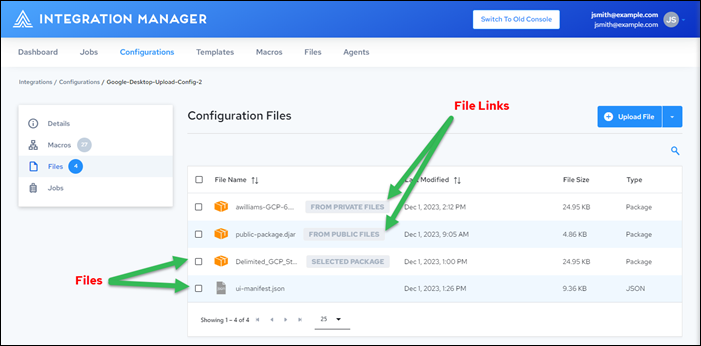 INTEGRATION MANAGER
Switch To Old Console
jsmith@example.com
jsmith@example.com
JS
Dashboard Jobs Configurations Templates Macros Files Agents
Integrations / Configurations / Google-Desktop-Upload-Config-2
File Links
Details
Macros 37
Files 4
Jobs
Configuration Files
Upload File
File Name Last Modified File Size Type
awilliams-GCP-6... FROM PRIVATE FILES Dec 1, 2023, 2:12 PM 24.95 KB Package
public-package.djar FROM PUBLIC FILES Dec 1, 2023, 9:05 AM 4.86 KB Package
Delimited_GCP_St... SELECTED PACKAGE Dec 1, 2023, 1:00 PM 24.95 KB Package
Files
ui-manifest.json Dec 1, 2023, 1:26 PM 9.36 KB JSON
Showing 1 – 4 of 4 25